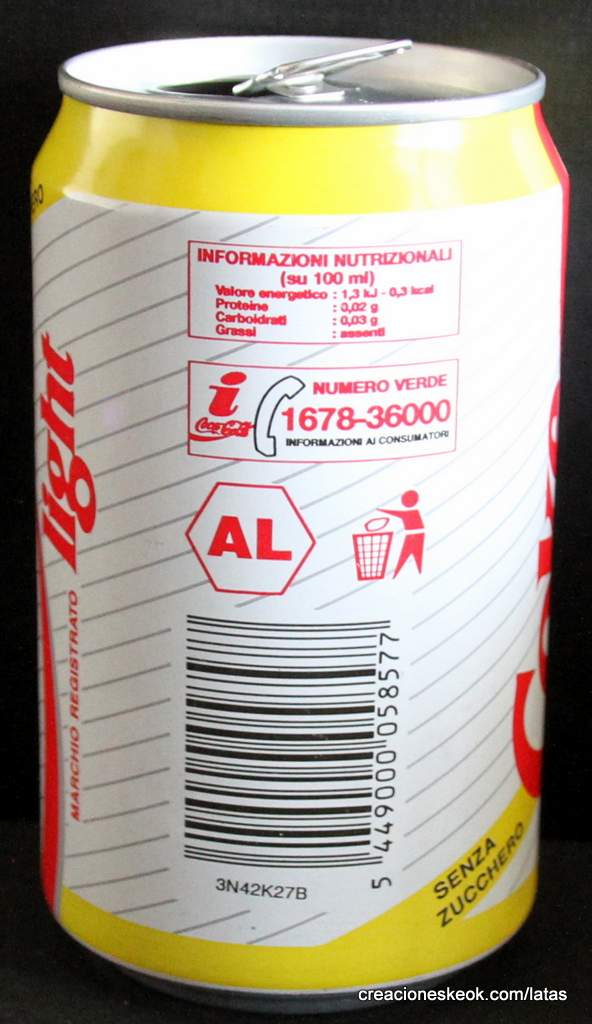 INFORMAZIONI NUTRIZIONALI
(su 100 ml)
Valore energetico : 1,3 kJ - 0,3 kcal
Proteine : 0,02 g
Carboidrati : 0,03 g
Grassi : assenti
i
Coca-Cola
NUMERO VERDE
1678-36000
INFORMAZIONI AI CONSUMATORI
light
MARCHIO REGISTRATO
AL
5 449000 058577
3N42K27B
SENZA
ZUCCHERO
creacioneskeok.com/latas